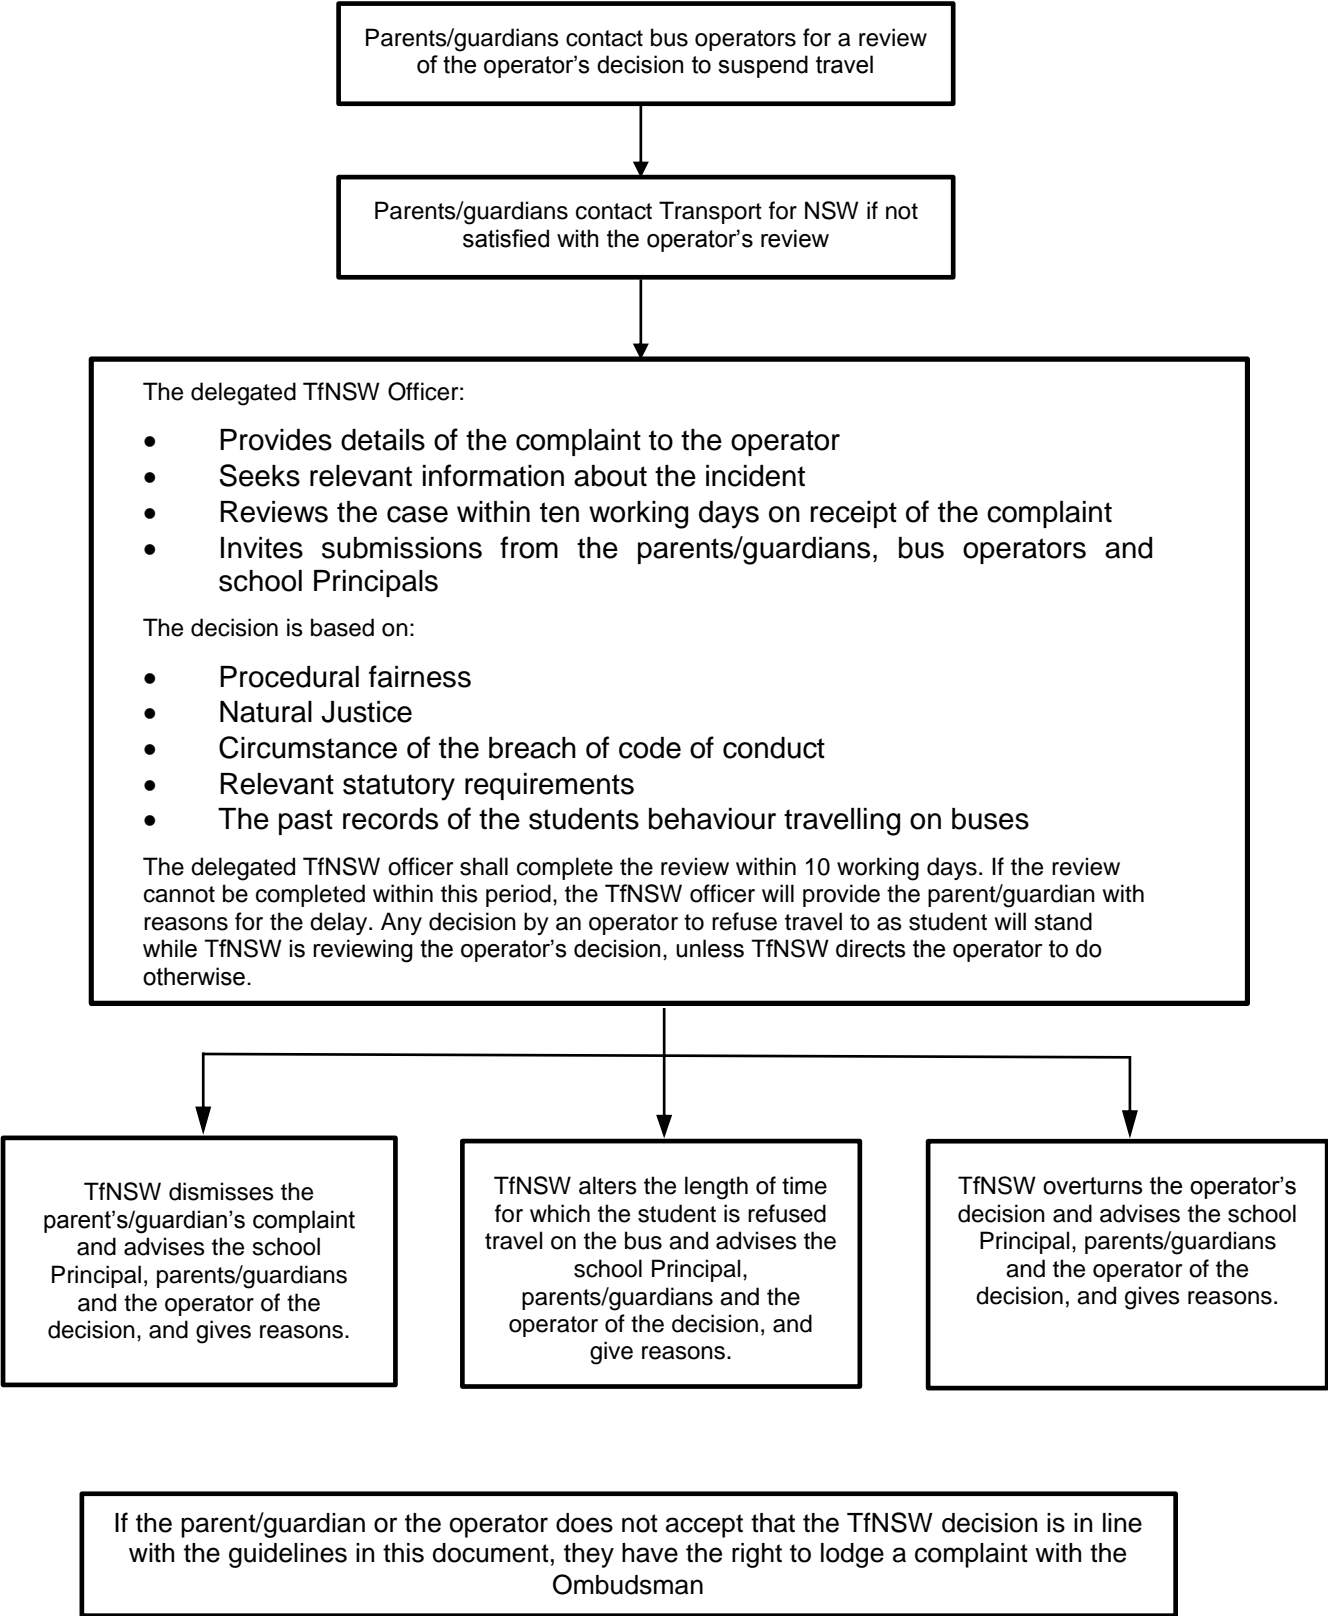 Parents/guardians contact bus operators for a review
of the operator’s decision to suspend travel
Parents/guardians contact Transport for NSW if not
satisfied with the operator’s review
The delegated TfNSW Officer:
• Provides details of the complaint to the operator
• Seeks relevant information about the incident
• Reviews the case within ten working days on receipt of the complaint
• Invites submissions from the parents/guardians, bus operators and
school Principals
The decision is based on:
• Procedural fairness
• Natural Justice
• Circumstance of the breach of code of conduct
• Relevant statutory requirements
• The past records of the students behaviour travelling on buses
The delegated TfNSW officer shall complete the review within 10 working days. If the review
cannot be completed within this period, the TfNSW officer will provide the parent/guardian with
reasons for the delay. Any decision by an operator to refuse travel to as student will stand
while TfNSW is reviewing the operator’s decision, unless TfNSW directs the operator to do
otherwise.
TfNSW dismisses the
parent’s/guardian’s complaint
and advises the school
Principal, parents/guardians
and the operator of the
decision, and gives reasons.
TfNSW alters the length of time
for which the student is refused
travel on the bus and advises the
school Principal,
parents/guardians and the
operator of the decision, and
give reasons.
TfNSW overturns the operator’s
decision and advises the school
Principal, parents/guardians
and the operator of the
decision, and gives reasons.
If the parent/guardian or the operator does not accept that the TfNSW decision is in line
with the guidelines in this document, they have the right to lodge a complaint with the
Ombudsman